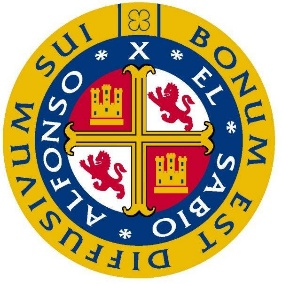 BONUM EST DIFFUSIVUM SUI
ALFONSO * X * EL * SABIO *